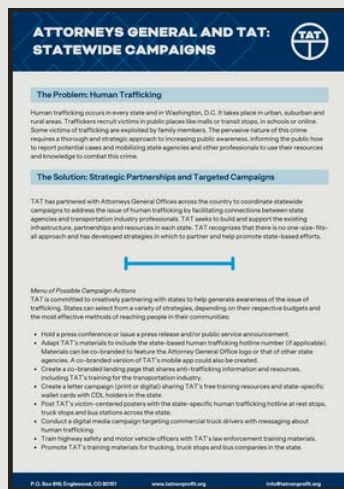 ATTORNEYS GENERAL AND TAT:
STATEWIDE CAMPAIGNS
TAT
The Problem: Human Trafficking
Human trafficking occurs in every state and in Washington, D.C. It takes place in urban, suburban and
rural areas. Traffickers recruit victims in public places like malls or transit stops, in schools or online.
Some victims of trafficking are exploited by family members. The pervasive nature of this crime
requires a thorough and strategic approach to increasing public awareness, informing the public how
to report potential cases and mobilizing state agencies and other professionals to use their resources
and knowledge to combat this crime.
The Solution: Strategic Partnerships and Targeted Campaigns
TAT has partnered with Attorneys General Offices across the country to coordinate statewide
campaigns to address the issue of human trafficking by facilitating connections between state
agencies and transportation industry professionals. TAT seeks to build and support the existing
infrastructure, partnerships and resources in each state. TAT recognizes that there is no one-size-fits-
all approach and has developed strategies in which to partner and help promote state-based efforts.
Menu of Possible Campaign Actions
TAT is committed to creatively partnering with states to help generate awareness of the issue of
trafficking. States can select from a variety of strategies, depending on their respective budgets and
the most effective methods of reaching people in their communities:
• Hold a press conference or issue a press release and/or public service announcement.
• Adapt TAT's materials to include the state-based human trafficking hotline number (if applicable).
Materials can be co-branded to feature the Attorney General Office logo or that of other state
agencies. A co-branded version of TAT's mobile app could also be created.
• Create a co-branded landing page that shares anti-trafficking information and resources,
including TAT's training for the transportation industry.
• Create a letter campaign (print or digital) sharing TAT's free training resources and state-specific
wallet cards with CDL holders in the state.
• Post TAT's victim-centered posters with the state-specific human trafficking hotline at rest stops,
truck stops and bus stations across the state.
• Conduct a digital media campaign targeting commercial truck drivers with messaging about
human trafficking.
• Train highway safety and motor vehicle officers with TAT's law enforcement training materials.
• Promote TAT's training materials for trucking, truck stops and bus companies in the state.
P.O. Box 816; Englewood, CO 80151
www.tatnonprofit.org
info@tatnonprofit.org